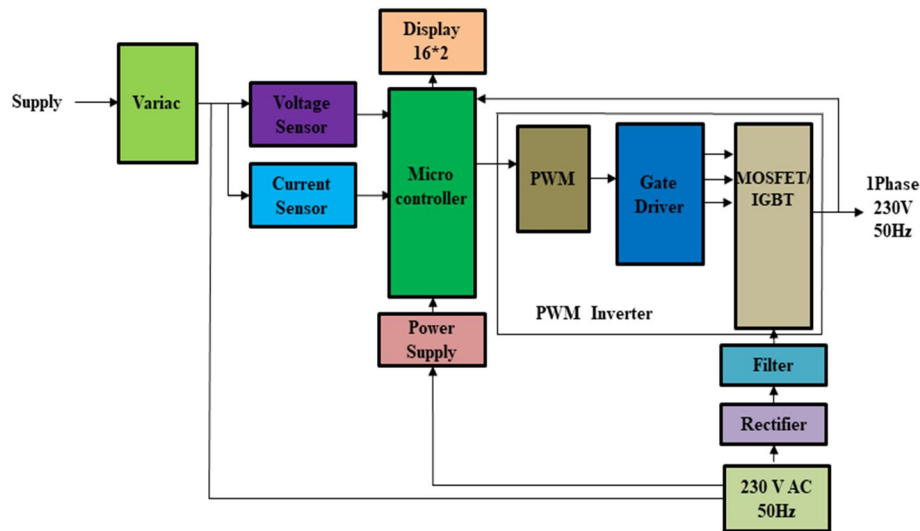 Display
16*2
Supply
Variac
Voltage
Sensor
Current
Sensor
Micro
controller
PWM
Gate
Driver
MOSFET/
IGBT
1Phase
230V
50Hz
PWM Inverter
Power
Supply
Filter
Rectifier
230 V AC
50Hz